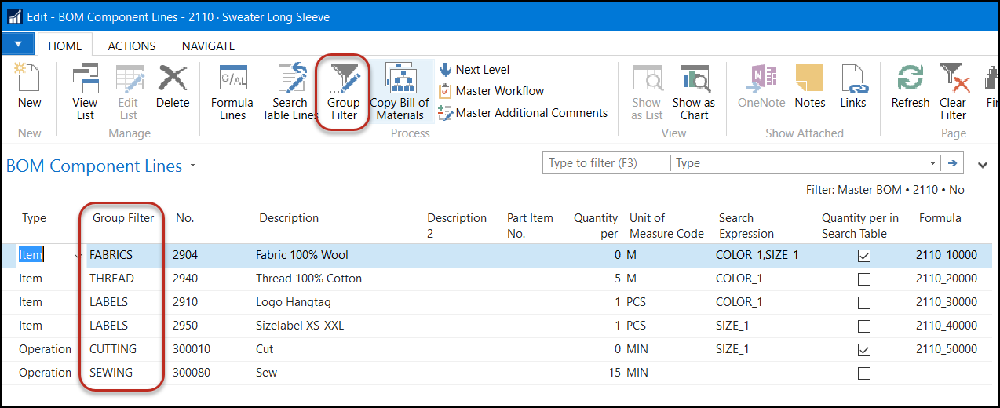 Edit - BOM Component Lines - 2110 · Sweater Long Sleeve
HOME ACTIONS NAVIGATE
New
View List
Edit List
Delete
Formula Lines
Search Table Lines
Group Filter
Copy Bill of Materials
Next Level
Master Workflow
Master Additional Comments
Show as List
Show as Chart
OneNote
Notes
Links
Refresh
Clear Filter
New Manage Process View Show Attached Page
BOM Component Lines
Type to filter (F3) Type
Filter: Master BOM • 2110 • No
Type Group Filter No. Description Description 2 Part Item No. Quantity per Unit of Measure Code Search Expression Quantity per in Search Table Formula
Item FABRICS 2904 Fabric 100% Wool 0 M COLOR_1,SIZE_1 2110_10000
Item THREAD 2940 Thread 100% Cotton 5 M COLOR_1 2110_20000
Item LABELS 2910 Logo Hangtag 1 PCS COLOR_1 2110_30000
Item LABELS 2950 Sizelabel XS-XXL 1 PCS SIZE_1 2110_40000
Operation CUTTING 300010 Cut 0 MIN SIZE_1 2110_50000
Operation SEWING 300080 Sew 15 MIN